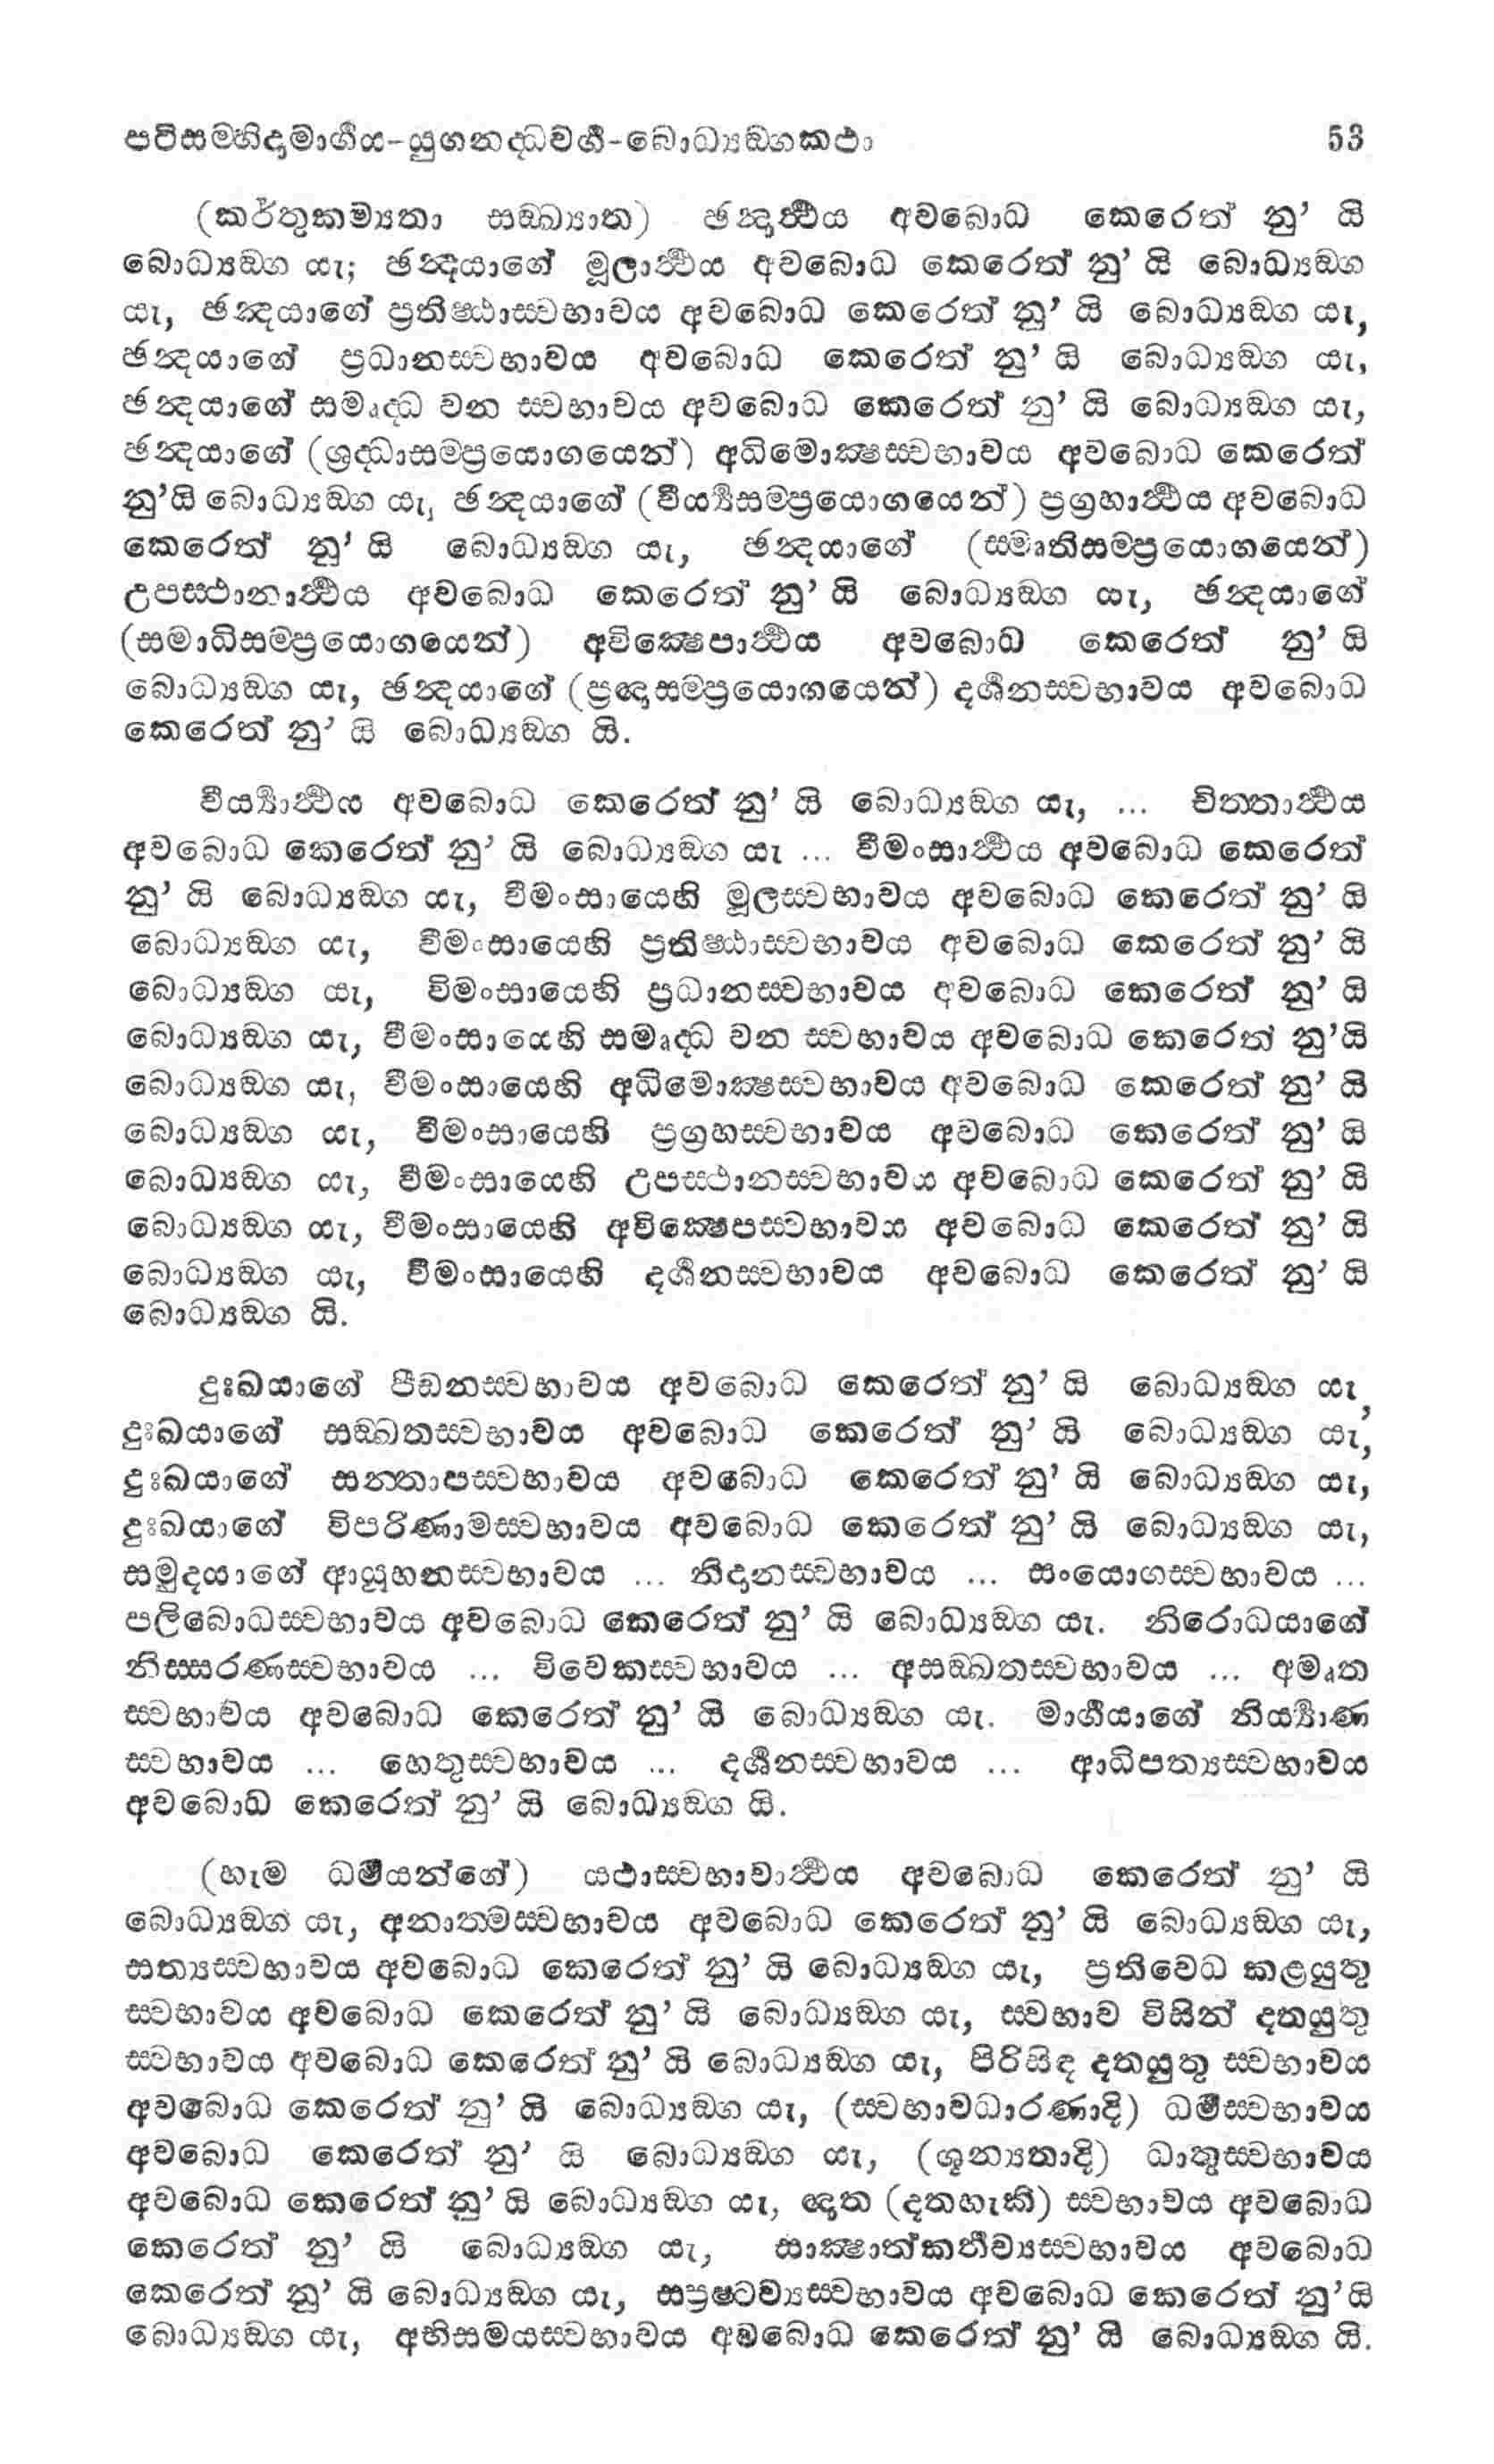 පටිසම්භිදාමාර්‍ගය-යුගනද්ධවර්‍ග-බොධ්‍යඞ්ගකථා 53
(කර්තුකම්‍යතා සඞ්ඛ්‍යාත) ඡන්‍දාර්‍ත්‍ථය අවබොධ කෙරෙත් නු’ යි
බොධ්‍යඞ්ග යැ; ඡන්‍දයාගේ මූලාර්‍ත්‍ථය අවබොධ කෙරෙත් නු’ යි බොධ්‍යඞ්ග
යැ, ඡන්‍දයාගේ ප්‍රතිෂ්ඨාස්වභාවය අවබොධ කෙරෙත් නු’ යි බොධ්‍යඞ්ග යැ,
ඡන්‍දයාගේ ප්‍රධානස්වභාවය අවබොධ කෙරෙත් නු’ යි බොධ්‍යඞ්ග යැ,
ඡන්‍දයාගේ සමෘද්ධ වන ස්වභාවය අවබොධ කෙරෙත් නු’ යි බොධ්‍යඞ්ග යැ,
ඡන්‍දයාගේ (ශ්‍රද්ධාසම්ප්‍රයොගයෙන්) අධිමොක්‍ෂස්වභාවය අවබොධ කෙරෙත්
නු’යි බොධ්‍යඞ්ග යැ, ඡන්‍දයාගේ (වීර්‍ය්‍යසම්ප්‍රයොගයෙන්) ප්‍රග්‍රහාර්‍ත්‍ථය අවබොධ
කෙරෙත් නු’ යි බොධ්‍යඞ්ග යැ, ඡන්‍දයාගේ (සමෘතිසම්ප්‍රයොගයෙන්)
උපස්ථානාර්‍ත්‍ථය අවබොධ කෙරෙත් නු’ යි බොධ්‍යඞ්ග යැ, ඡන්‍දයාගේ
(සමාධිසම්ප්‍රයොගයෙන්) අවික්‍ෂෙපාර්‍ත්‍ථය අවබොධ කෙරෙත් නු’ යි
බොධ්‍යඞ්ග යැ, ඡන්‍දයාගේ (ප්‍රඥාසම්ප්‍රයොගයෙන්) දර්‍ශනස්වභාවය අවබොධ
කෙරෙත් නු’ යි බොධ්‍යඞ්ග යි.
වීර්‍ය්‍යාර්‍ත්‍ථය අවබොධ කෙරෙත් නු’ යි බොධ්‍යඞ්ග යැ, ... චිත්තාර්‍ත්‍ථය
අවබොධ කෙරෙත් නු’ යි බොධ්‍යඞ්ග යැ ... වීමංසාර්‍ත්‍ථය අවබොධ කෙරෙත්
නු’ යි බොධ්‍යඞ්ග යැ, වීමංසායෙහි මූලස්වභාවය අවබොධ කෙරෙත් නු’ යි
බොධ්‍යඞ්ග යැ, වීමංසායෙහි ප්‍රතිෂ්ඨාස්වභාවය අවබොධ කෙරෙත් නු’ යි
බොධ්‍යඞ්ග යැ, විමංසායෙහි ප්‍රධානස්වභාවය අවබොධ කෙරෙත් නු’ යි
බොධ්‍යඞ්ග යැ, වීමංසායෙහි සමෘද්ධ වන ස්වභාවය අවබොධ කෙරෙත් නු’යි
බොධ්‍යඞ්ග යැ, වීමංසායෙහි අධිමොක්‍ෂස්වභාවය අවබොධ කෙරෙත් නු’ යි
බොධ්‍යඞ්ග යැ, වීමංසායෙහි ප්‍රග්‍රහස්වභාවය අවබොධ කෙරෙත් නු’ යි
බොධ්‍යඞ්ග යැ, වීමංසායෙහි උපස්ථානස්වභාවය අවබොධ කෙරෙත් නු’ යි
බොධ්‍යඞ්ග යැ, වීමංසායෙහි අවික්‍ෂෙපස්වභාවය අවබොධ කෙරෙත් නු’ යි
බොධ්‍යඞ්ග යැ, වීමංසායෙහි දර්‍ශනස්වභාවය අවබොධ කෙරෙත් නු’ යි
බොධ්‍යඞ්ග යි.
දුඃඛයාගේ පීඩනස්වභාවය අවබොධ කෙරෙත් නු’ යි බොධ්‍යඞ්ග යැ,
දුඃඛයාගේ සඞ්ඛතස්වභාවය අවබොධ කෙරෙත් නු’ යි බොධ්‍යඞ්ග යැ,
දුඃඛයාගේ සන්තාපස්වභාවය අවබොධ කෙරෙත් නු’ යි බොධ්‍යඞ්ග යැ,
දුඃඛයාගේ විපරිණාමස්වභාවය අවබොධ කෙරෙත් නු’ යි බොධ්‍යඞ්ග යැ,
සමුදයාගේ ආයූහනස්වභාවය ... නිදානස්වභාවය ... සංයොගස්වභාවය ...
පලිබොධස්වභාවය අවබොධ කෙරෙත් නු’ යි බොධ්‍යඞ්ග යැ. නිරොධයාගේ
නිස්සරණස්වභාවය ... විවෙකස්වභාවය ... අසඞ්ඛතස්වභාවය ... අමෘත
ස්වභාවය අවබොධ කෙරෙත් නු’ යි බොධ්‍යඞ්ග යැ. මාර්‍ගයාගේ නිර්‍ය්‍යාණ
ස්වභාවය ... හෙතුස්වභාවය ... දර්‍ශනස්වභාවය ... ආධිපත්‍යස්වභාවය
අවබොධ කෙරෙත් නු’ යි බොධ්‍යඞ්ග යි.
(හැම ධර්‍මයන්ගේ) යථාස්වභාවාර්‍ත්‍ථය අවබොධ කෙරෙත් නු’ යි
බොධ්‍යඞ්ග යැ, අනාත්මස්වභාවය අවබොධ කෙරෙත් නු’ යි බොධ්‍යඞ්ග යැ,
සත්‍යස්වභාවය අවබොධ කෙරෙත් නු’ යි බොධ්‍යඞ්ග යැ, ප්‍රතිවෙධ කළයුතු
ස්වභාවය අවබොධ කෙරෙත් නු’ යි බොධ්‍යඞ්ග යැ, ස්වභාව විසින් දතයුතු
ස්වභාවය අවබොධ කෙරෙත් නු’ යි බොධ්‍යඞ්ග යැ, පිරිසිඳ දතයුතු ස්වභාවය
අවබොධ කෙරෙත් නු’ යි බොධ්‍යඞ්ග යැ, (ස්වභාවධාරණාදි) ධර්‍මස්වභාවය
අවබොධ කෙරෙත් නු’ යි බොධ්‍යඞ්ග යැ, (ශූන්‍යතාදි) ධාතුස්වභාවය
අවබොධ කෙරෙත් නු’ යි බොධ්‍යඞ්ග යැ, ඥාත (දතහැකි) ස්වභාවය අවබොධ
කෙරෙත් නු’ යි බොධ්‍යඞ්ග යැ, සාක්‍ෂාත්කර්‍තව්‍යස්වභාවය අවබොධ
කෙරෙත් නු’ යි බොධ්‍යඞ්ග යැ, ස්ප්‍රෂ්ටව්‍යස්වභාවය අවබොධ කෙරෙත් නු’යි
බොධ්‍යඞ්ග යැ, අභිසමයස්වභාවය අවබොධ කෙරෙත් නු’ යි බොධ්‍යඞ්ග යි.